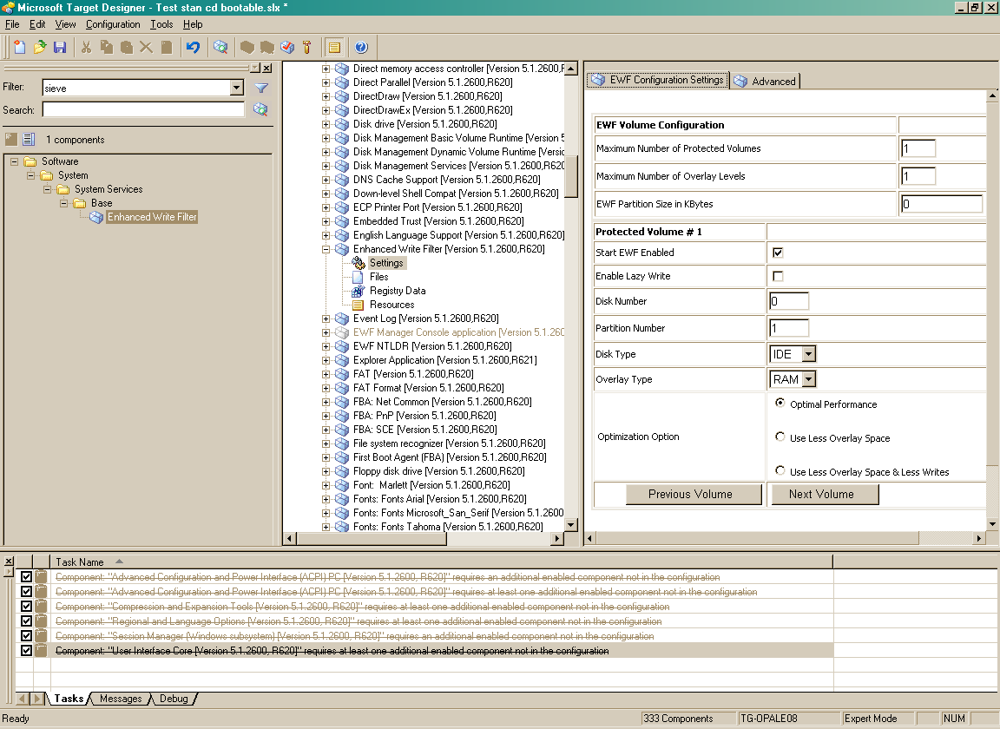 Microsoft Target Designer - Test stan cd bootable.slx *
File Edit View Configuration Tools Help
Filter: sieve
Search:
1 components
Software
System
System Services
Base
Enhanced Write Filter
Direct memory access controller [Version 5.1.2600,F
Direct Parallel [Version 5.1.2600,R620]
DirectDraw [Version 5.1.2600,R620]
DirectDrawEx [Version 5.1.2600,R620]
Disk drive [Version 5.1.2600,R620]
Disk Management Basic Volume Runtime [Version 5
Disk Management Dynamic Volume Runtime [Versio
Disk Management Services [Version 5.1.2600,R620
DNS Cache Support [Version 5.1.2600,R620]
Down-level Shell Compat [Version 5.1.2600,R620]
ECP Printer Port [Version 5.1.2600,R620]
Embedded Trust [Version 5.1.2600,R620]
English Language Support [Version 5.1.2600,R620]
Enhanced Write Filter [Version 5.1.2600,R620]
Settings
Files
Registry Data
Resources
Event Log [Version 5.1.2600,R620]
EWF Manager Console application [Version 5.1.260
EWF NTLDR [Version 5.1.2600,R620]
Explorer Application [Version 5.1.2600,R621]
FAT [Version 5.1.2600,R620]
FAT Format [Version 5.1.2600,R620]
FBA: Net Common [Version 5.1.2600,R620]
FBA: PnP [Version 5.1.2600,R620]
FBA: SCE [Version 5.1.2600,R620]
File system recognizer [Version 5.1.2600,R620]
First Boot Agent (FBA) [Version 5.1.2600,R620]
Floppy disk drive [Version 5.1.2600,R620]
Font: Marlett [Version 5.1.2600,R620]
Fonts: Fonts Arial [Version 5.1.2600,R620]
Fonts: Fonts Microsoft_San_Serif [Version 5.1.2600
Fonts: Fonts Tahoma [Version 5.1.2600,R620]
EWF Configuration Settings Advanced
EWF Volume Configuration
Maximum Number of Protected Volumes 1
Maximum Number of Overlay Levels 1
EWF Partition Size in KBytes 0
Protected Volume # 1
Start EWF Enabled
Enable Lazy Write
Disk Number 0
Partition Number 1
Disk Type IDE
Overlay Type RAM
Optimal Performance
Optimization Option Use Less Overlay Space
Use Less Overlay Space & Less Writes
Previous Volume Next Volume
Task Name
Component: "Advanced Configuration and Power Interface (ACPI) PC [Version 5.1.2600, R620]" requires an additional enabled component not in the configuration
Component: "Advanced Configuration and Power Interface (ACPI) PC [Version 5.1.2600, R620]" requires at least one additional enabled component not in the configuration
Component: "Compression and Expansion Tools [Version 5.1.2600, R620]" requires at least one additional enabled component not in the configuration
Component: "Regional and Language Options [Version 5.1.2600, R620]" requires at least one additional enabled component not in the configuration
Component: "Session Manager (Windows subsystem) [Version 5.1.2600, R620]" requires an additional enabled component not in the configuration
Component: "User Interface Core [Version 5.1.2600, R620]" requires at least one additional enabled component not in the configuration
Tasks Messages Debug
Ready 333 Components TG-OPALE08 Expert Mode NUM